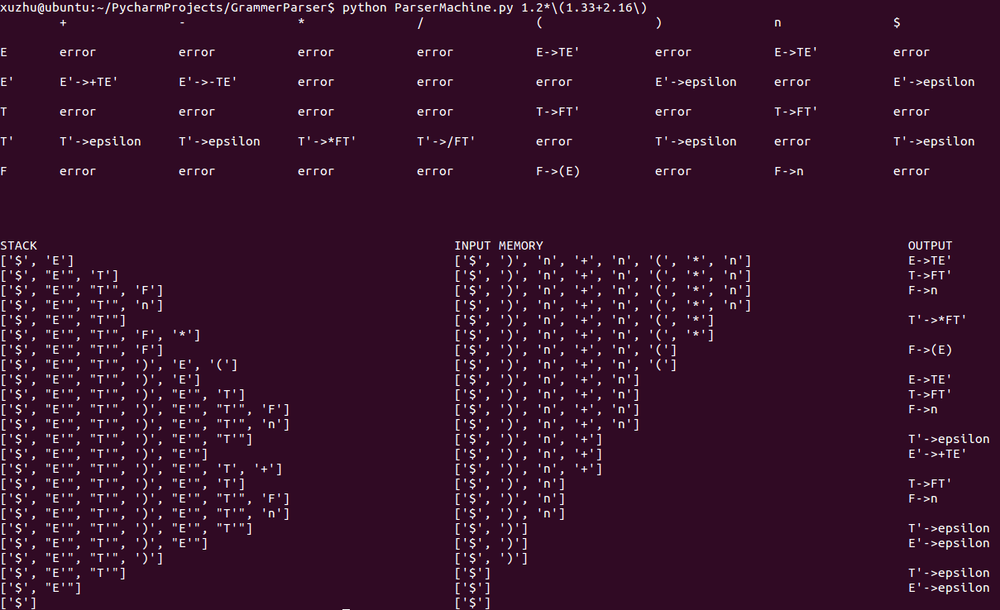 xuzhu@ubuntu:~/PycharmProjects/GrammerParser$ python ParserMachine.py 1.2*\(1.33+2.16\)
+ - * / ( ) n $
E error error error error E->TE' error E->TE' error
E' E'->+TE' E'->-TE' error error error E'->epsilon error E'->epsilon
T error error error error T->FT' error T->FT' error
T' T'->epsilon T'->epsilon T'->*FT' T'->/FT' error T'->epsilon error T'->epsilon
F error error error error F->(E) error F->n error
STACK INPUT MEMORY OUTPUT
['$', 'E'] ['$', ')', 'n', '+', 'n', '(', '*', 'n'] E->TE'
['$', "E'", 'T'] ['$', ')', 'n', '+', 'n', '(', '*', 'n'] T->FT'
['$', "E'", "T'", 'F'] ['$', ')', 'n', '+', 'n', '(', '*', 'n'] F->n
['$', "E'", "T'", 'n'] ['$', ')', 'n', '+', 'n', '(', '*', 'n']
['$', "E'", "T'"] ['$', ')', 'n', '+', 'n', '(', '*'] T'->*FT'
['$', "E'", "T'", 'F', '*'] ['$', ')', 'n', '+', 'n', '(', '*']
['$', "E'", "T'", 'F'] ['$', ')', 'n', '+', 'n', '('] F->(E)
['$', "E'", "T'", ')', 'E', '('] ['$', ')', 'n', '+', 'n', '(']
['$', "E'", "T'", ')', 'E'] ['$', ')', 'n', '+', 'n'] E->TE'
['$', "E'", "T'", ')', "E'", 'T'] ['$', ')', 'n', '+', 'n'] T->FT'
['$', "E'", "T'", ')', "E'", "T'", 'F'] ['$', ')', 'n', '+', 'n'] F->n
['$', "E'", "T'", ')', "E'", "T'", 'n'] ['$', ')', 'n', '+', 'n']
['$', "E'", "T'", ')', "E'", "T'"] ['$', ')', 'n', '+'] T'->epsilon
['$', "E'", "T'", ')', "E'"] ['$', ')', 'n', '+'] E'->+TE'
['$', "E'", "T'", ')', "E'", 'T', '+'] ['$', ')', 'n', '+']
['$', "E'", "T'", ')', "E'", 'T'] ['$', ')', 'n'] T->FT'
['$', "E'", "T'", ')', "E'", "T'", 'F'] ['$', ')', 'n'] F->n
['$', "E'", "T'", ')', "E'", "T'", 'n'] ['$', ')', 'n']
['$', "E'", "T'", ')', "E'", "T'"] ['$', ')'] T'->epsilon
['$', "E'", "T'", ')', "E'"] ['$', ')'] E'->epsilon
['$', "E'", "T'", ')'] ['$', ')']
['$', "E'", "T'"] ['$'] T'->epsilon
['$', "E'"] ['$'] E'->epsilon
['$'] ['$']